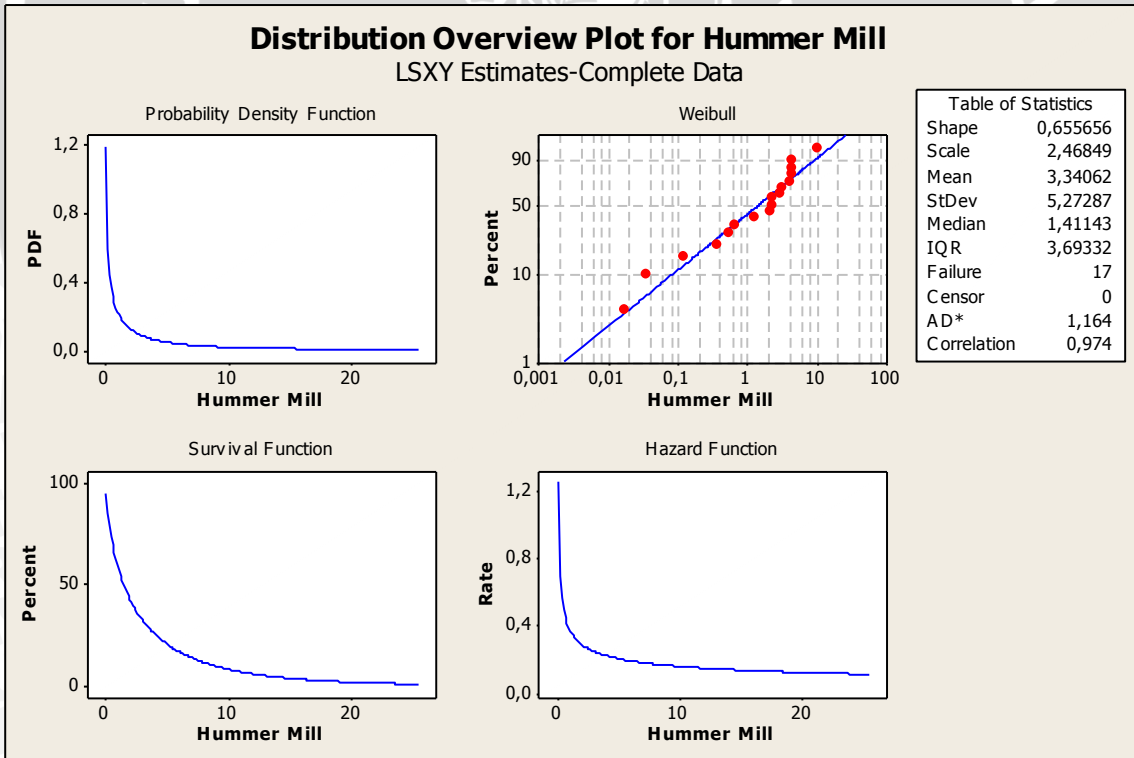 Distribution Overview Plot for Hummer Mill
LSXY Estimates-Complete Data
Probability Density Function
1,2
0,8
0,4
0,0
PDF
0 10 20
Hummer Mill
Weibull
90
50
10
1
Percent
0,001 0,01 0,1 1 10 100
Hummer Mill
Table of Statistics
Shape 0,655656
Scale 2,46849
Mean 3,34062
StDev 5,27287
Median 1,41143
IQR 3,69332
Failure 17
Censor 0
AD* 1,164
Correlation 0,974
Survival Function
100
50
0
Percent
0 10 20
Hummer Mill
Hazard Function
1,2
0,8
0,4
0,0
Rate
0 10 20
Hummer Mill